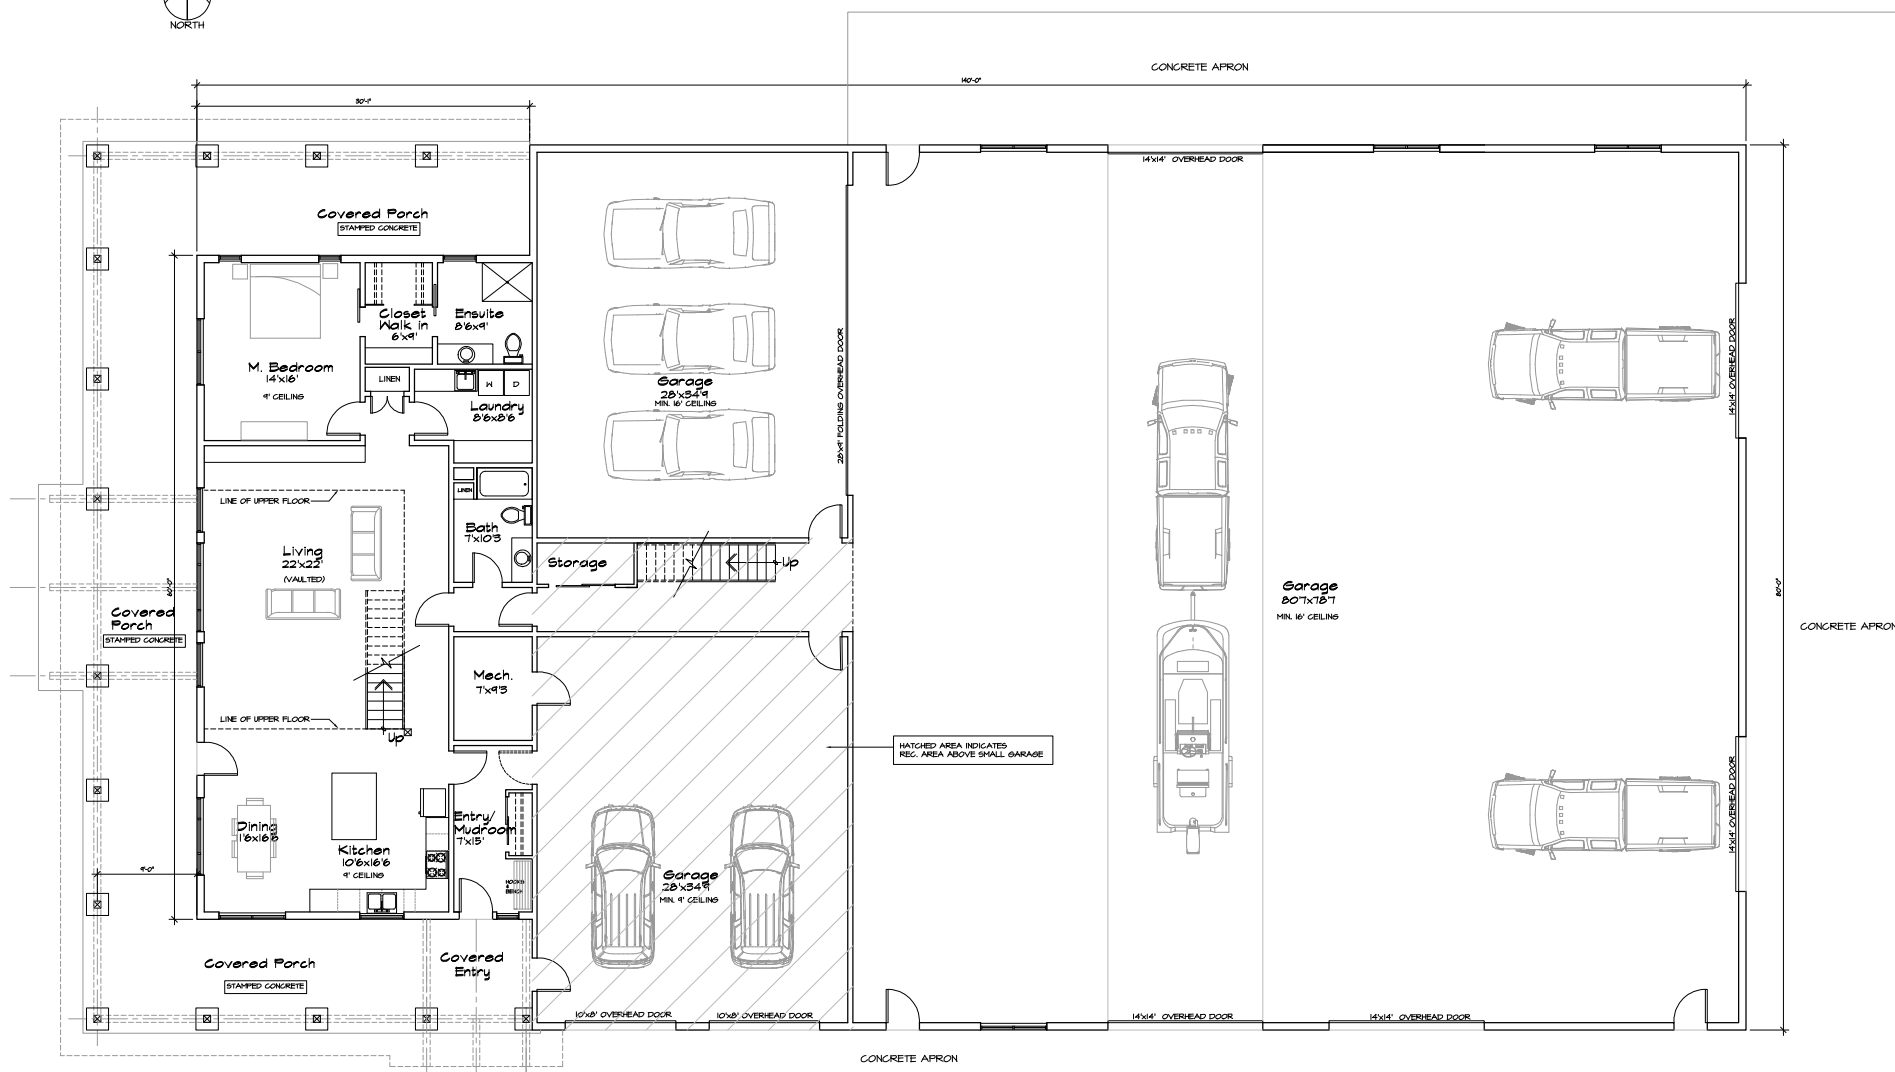 NORTH
CONCRETE APRON
140'-0"
30'-1"
14'x14' OVERHEAD DOOR
Covered Porch
STAMPED CONCRETE
Closet
Walk in
6'x9'
Ensuite
8'6x9'
M. Bedroom
14'x16'
9' CEILING
LINEN
W
D
Laundry
8'6x8'6
Garage
28'x34'9
MIN. 16' CEILING
28'x9' FOLDING OVERHEAD DOOR
14'x14' OVERHEAD DOOR
LINE OF UPPER FLOOR
LINEN
Bath
7'x10'3
Living
22'x22'
(VAULTED)
Storage
Up
Garage
80'7x78'7
MIN. 16' CEILING
60'-0"
80'-0"
Covered
Porch
STAMPED CONCRETE
CONCRETE APRON
Mech.
7'x9'3
LINE OF UPPER FLOOR
Up
HATCHED AREA INDICATES
REC. AREA ABOVE SMALL GARAGE
14'x14' OVERHEAD DOOR
Dining
11'6x16'6
Kitchen
10'6x16'6
9' CEILING
Entry/
Mudroom
7'x15'
HOOKS
&
BENCH
9'-0"
Garage
28'x34'9
MIN. 9' CEILING
Covered Porch
STAMPED CONCRETE
Covered
Entry
10'x8' OVERHEAD DOOR
10'x8' OVERHEAD DOOR
14'x14' OVERHEAD DOOR
14'x14' OVERHEAD DOOR
CONCRETE APRON